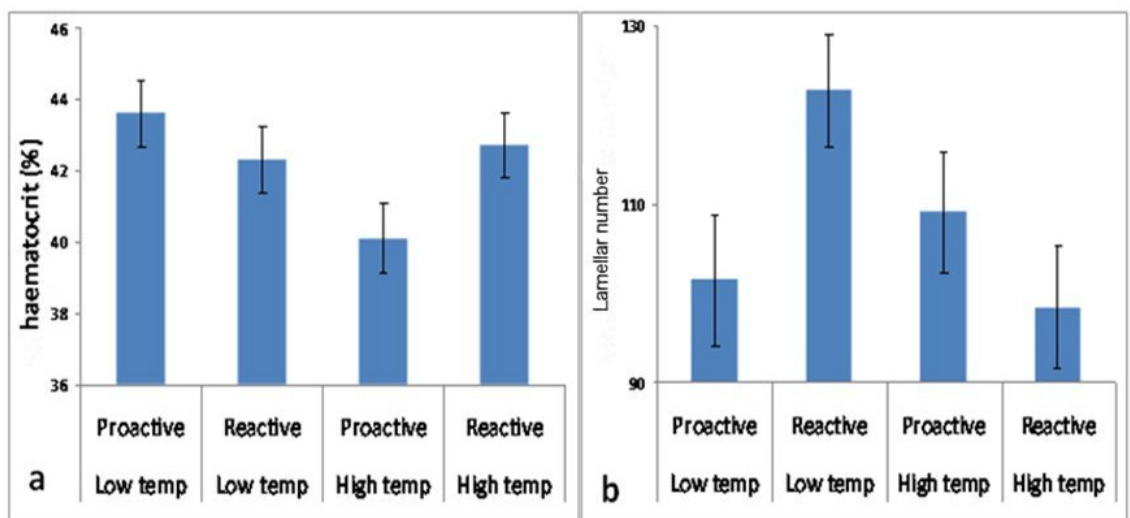 46
44
42
40
38
36
haematocrit (%)
Proactive Reactive Proactive Reactive
Low temp Low temp High temp High temp
a
130
110
90
Lamellar number
Proactive Reactive Proactive Reactive
Low temp Low temp High temp High temp
b